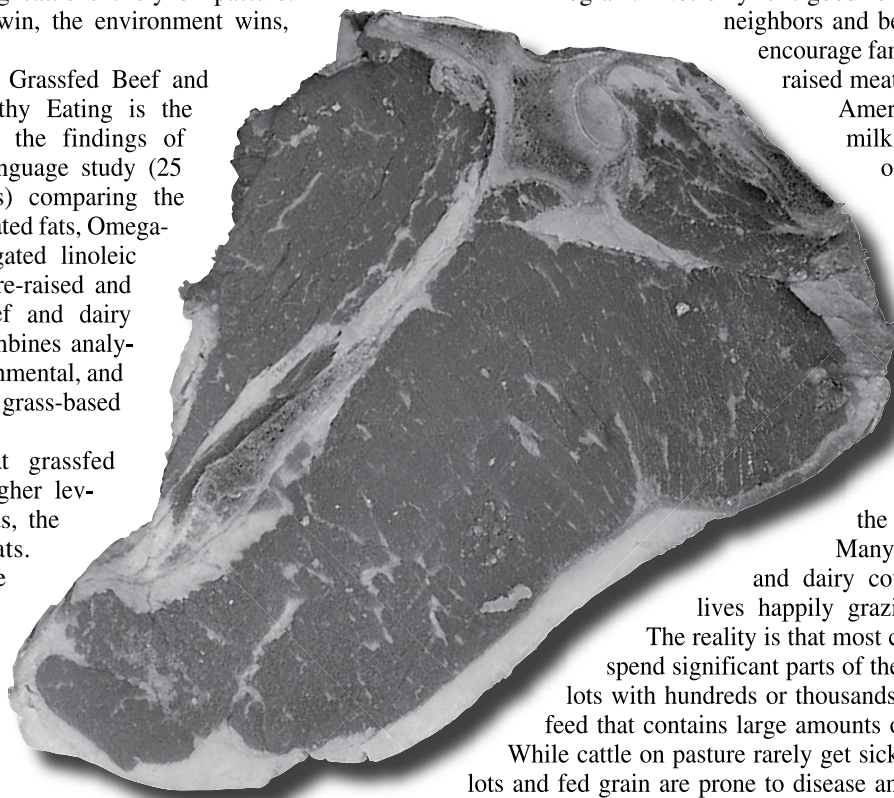 win, the environment wins,
Grassfed Beef and
thy Eating is the
the findings of
nguage study (25
s) comparing the
ated fats, Omega-
gated linoleic
re-raised and
ef and dairy
mbines analy-
nmental, and
grass-based
at grassfed
gher lev-
s, the
ats.
e
neighbors and be
encourage far
raised meat
Amer
milk
o
the
Many
and dairy co
lives happily grazi
The reality is that most c
spend significant parts of the
lots with hundreds or thousands
feed that contains large amounts o
While cattle on pasture rarely get sick
lots and fed grain are prone to disease an